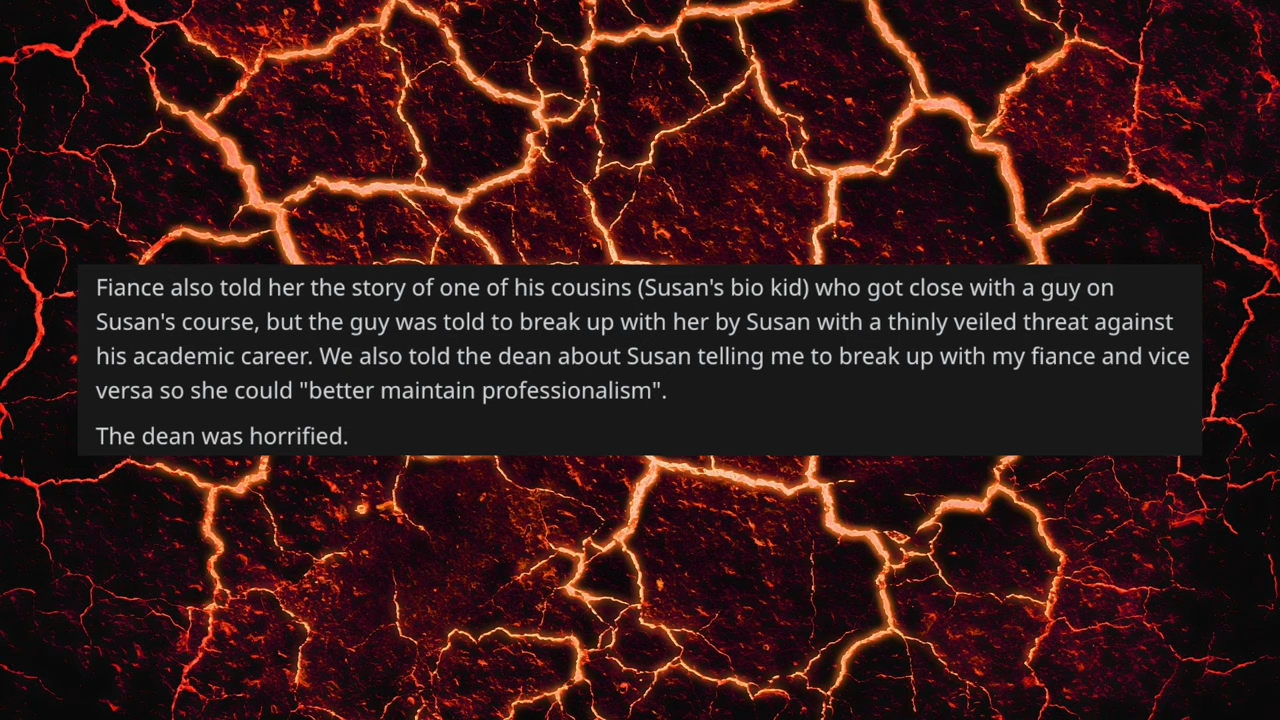 Fiance also told her the story of one of his cousins (Susan's bio kid) who got close with a guy on
Susan's course, but the guy was told to break up with her by Susan with a thinly veiled threat against
his academic career. We also told the dean about Susan telling me to break up with my fiance and vice
versa so she could "better maintain professionalism".
The dean was horrified.